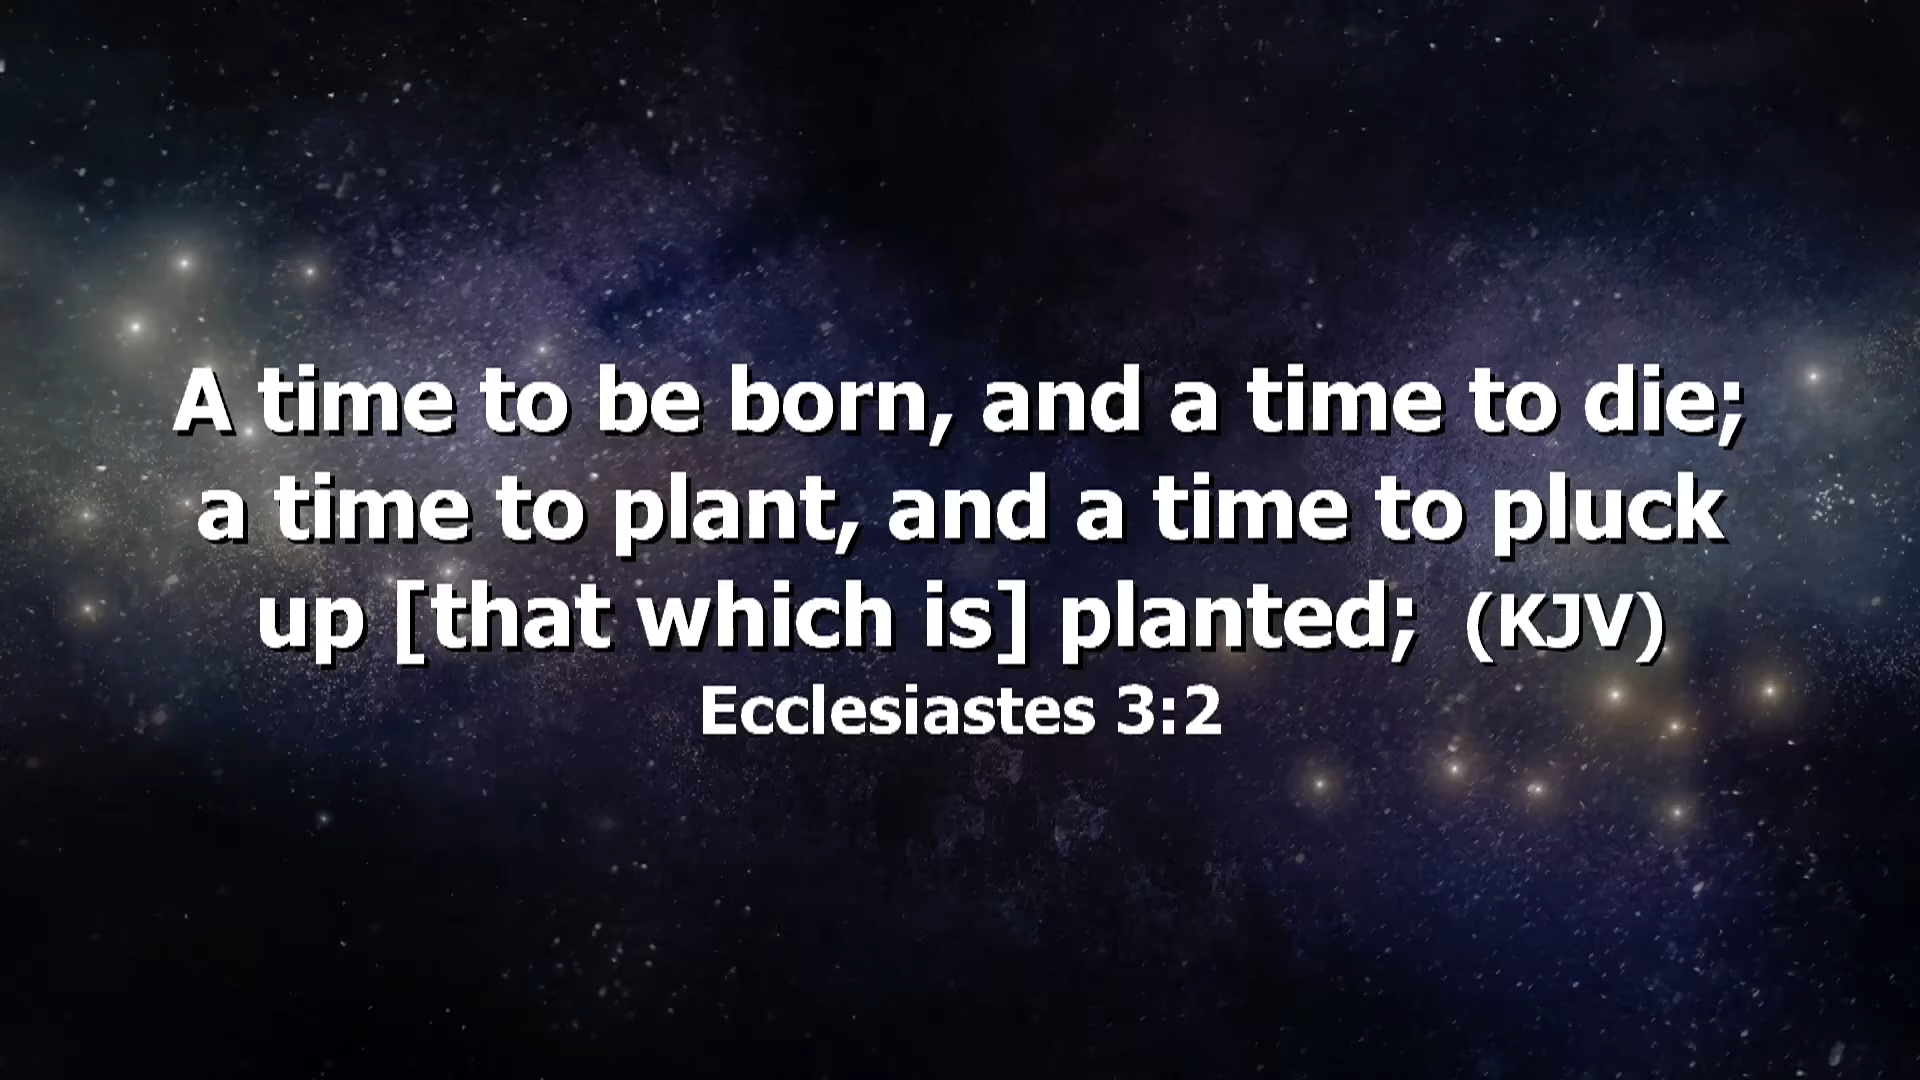 A time to be born, and a time to die;
a time to plant, and a time to pluck
up [that which is] planted; (KJV)
Ecclesiastes 3:2